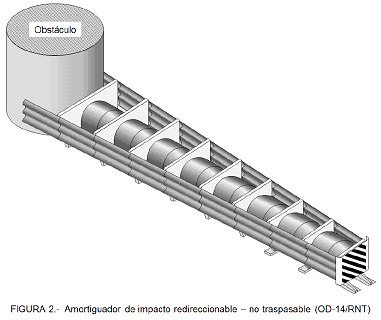 Obstáculo
FIGURA 2.- Amortiguador de impacto redireccionable – no traspasable (OD-14/RNT)